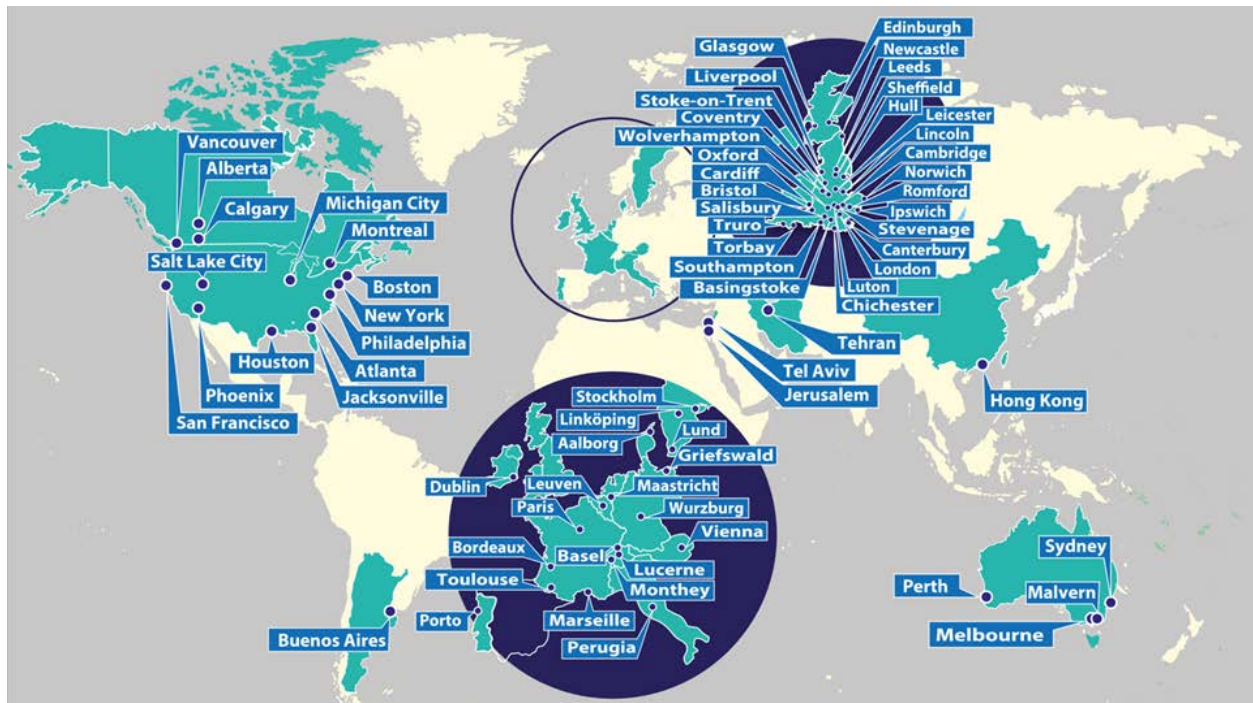 Vancouver
Alberta
Calgary
Michigan City
Montreal
Salt Lake City
Boston
New York
Philadelphia
Houston
Atlanta
Phoenix
Jacksonville
San Francisco
Edinburgh
Glasgow
Newcastle
Liverpool
Leeds
Stoke-on-Trent
Sheffield
Coventry
Hull
Wolverhampton
Leicester
Lincoln
Oxford
Cambridge
Cardiff
Norwich
Bristol
Romford
Salisbury
Ipswich
Truro
Stevenage
Torbay
Canterbury
Southampton
London
Basingstoke
Luton
Chichester
Tehran
Tel Aviv
Jerusalem
Hong Kong
Stockholm
Linköping
Lund
Aalborg
Griefswald
Dublin
Leuven
Maastricht
Paris
Wurzburg
Vienna
Bordeaux
Basel
Lucerne
Toulouse
Monthey
Porto
Marseille
Perugia
Buenos Aires
Sydney
Perth
Malvern
Melbourne